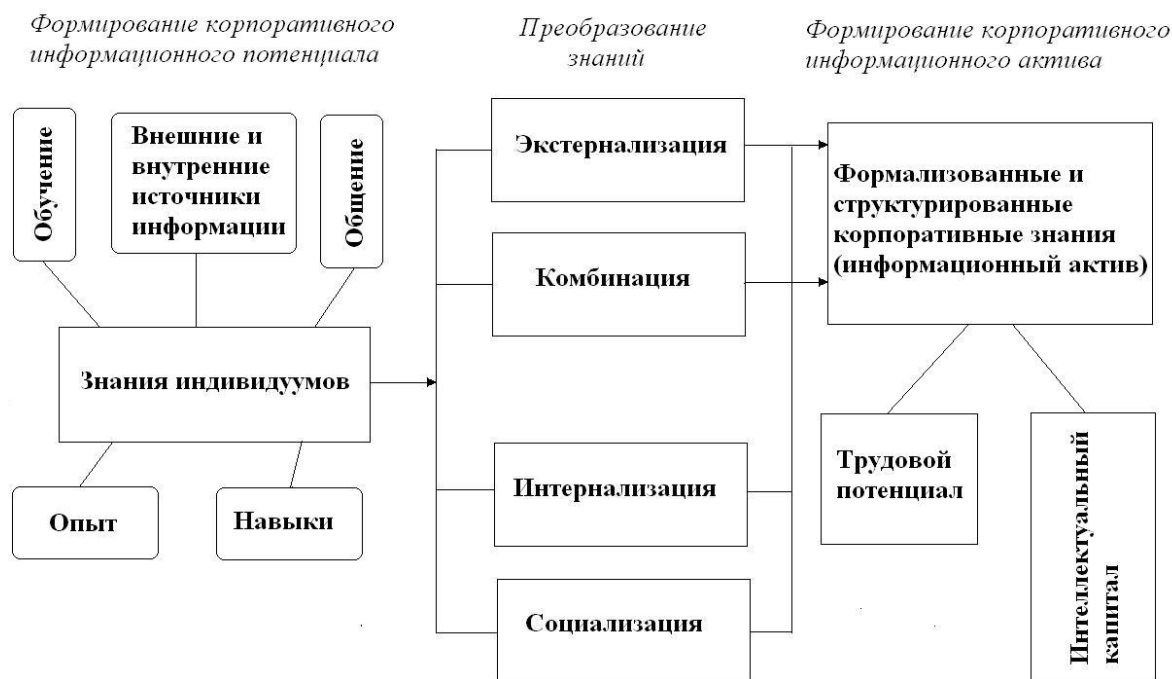 Формирование корпоративного
информационного потенциала
Преобразование
знаний
Формирование корпоративного
информационного актива
Обучение
Внешние и
внутренние
источники
информации
Общение
Знания индивидуумов
Опыт
Навыки
Экстернализация
Комбинация
Интернализация
Социализация
Формализованные и
структурированные
корпоративные знания
(информационный актив)
Трудовой
потенциал
Интеллектуальный
капитал